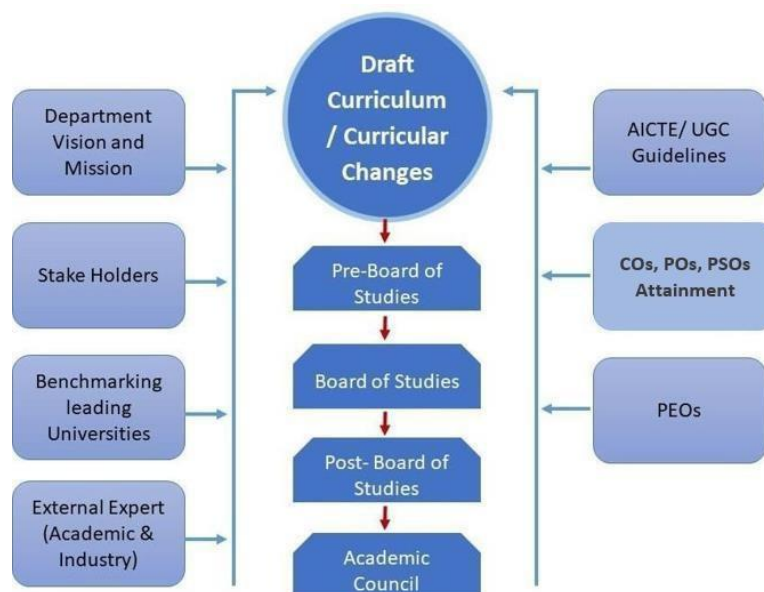 Draft
Curriculum
/ Curricular
Changes
Department
Vision and
Mission
Stake Holders
Benchmarking
leading
Universities
External Expert
(Academic &
Industry)
Pre-Board of
Studies
Board of Studies
Post- Board of
Studies
Academic
Council
AICTE/ UGC
Guidelines
COs, POs, PSOs
Attainment
PEOs